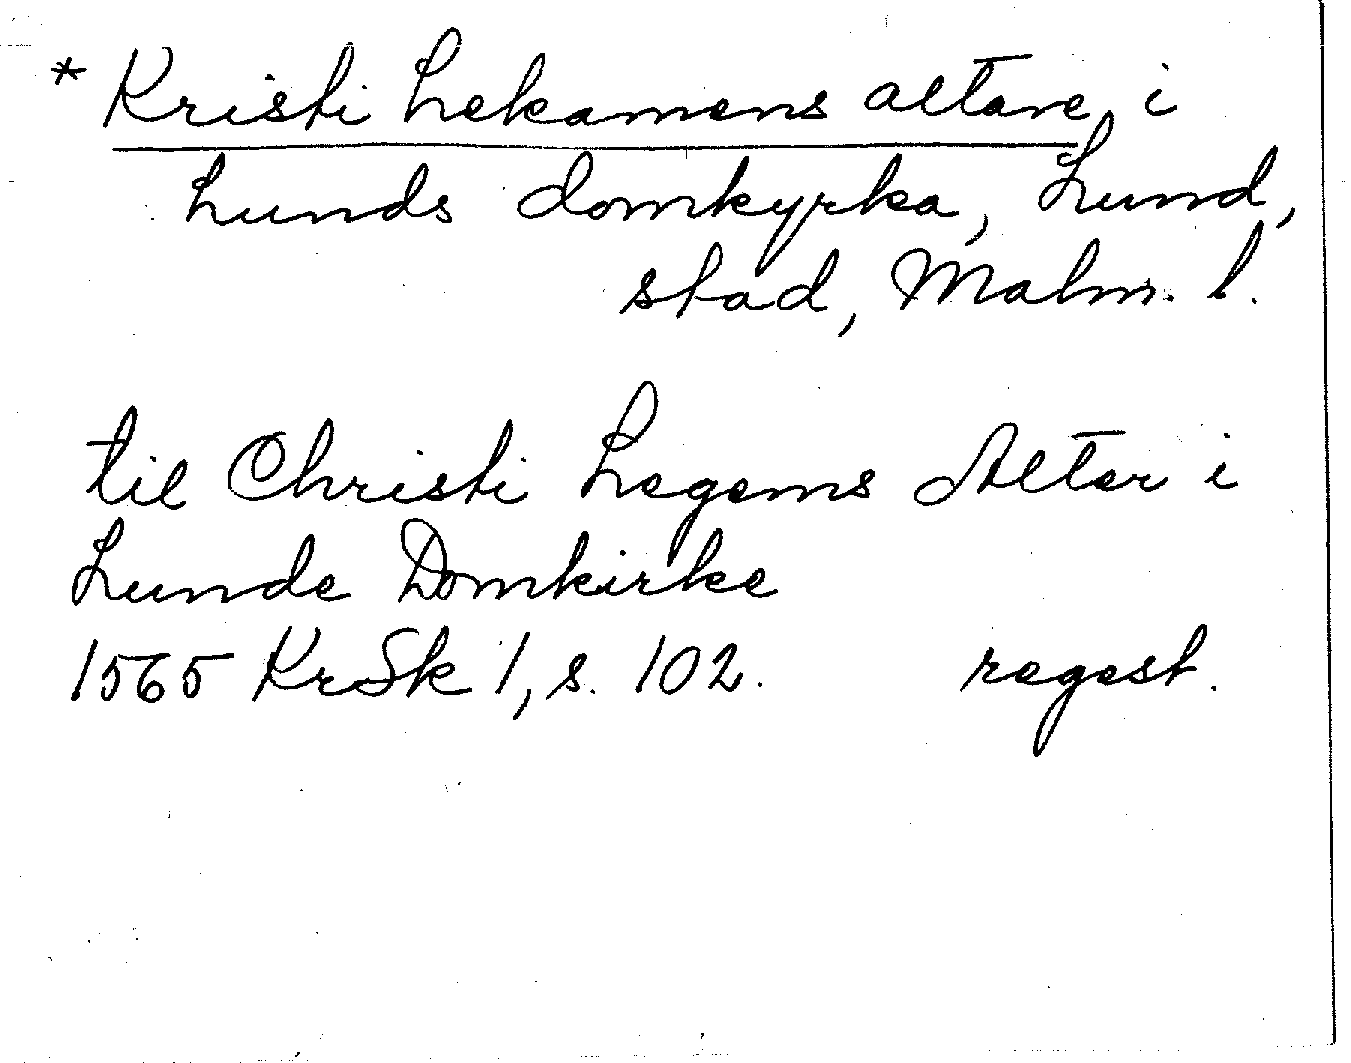 * Kristi Lekamens altare, i
Lunds domkyrka, Lund,
stad, Malm. l.
til Christi Legems Alter i
Lunde Domkirke
1565 KrSk 1, s. 102. regest.